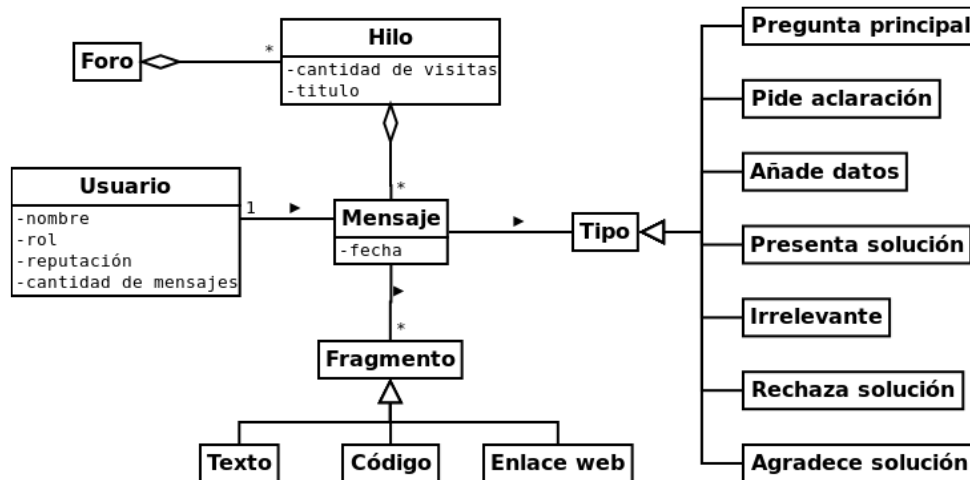 Foro
*
Hilo
-cantidad de visitas
-titulo
*
Usuario
-nombre
-rol
-reputación
-cantidad de mensajes
1
Mensaje
-fecha
*
Fragmento
Texto
Código
Enlace web
Tipo
Pregunta principal
Pide aclaración
Añade datos
Presenta solución
Irrelevante
Rechaza solución
Agradece solución